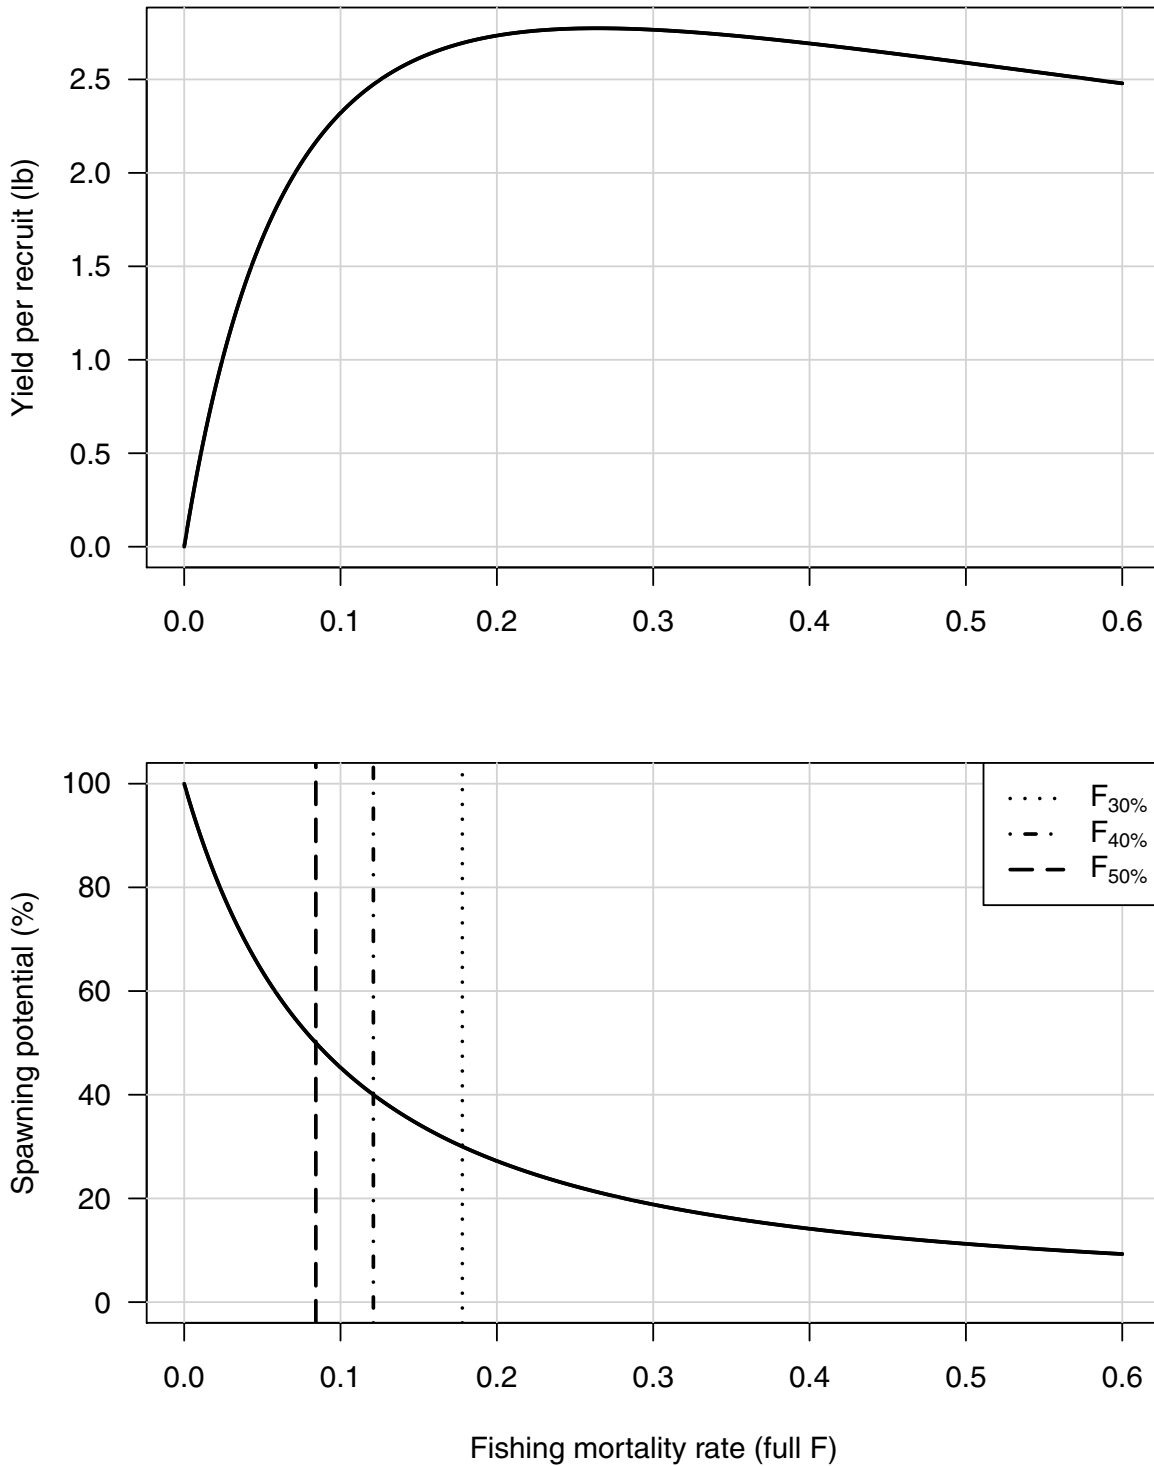 Yield per recruit (lb)
2.5
2.0
1.5
1.0
0.5
0.0
0.0 0.1 0.2 0.3 0.4 0.5 0.6
Spawning potential (%)
100
80
60
40
20
0
F30%
F40%
F50%
0.0 0.1 0.2 0.3 0.4 0.5 0.6
Fishing mortality rate (full F)